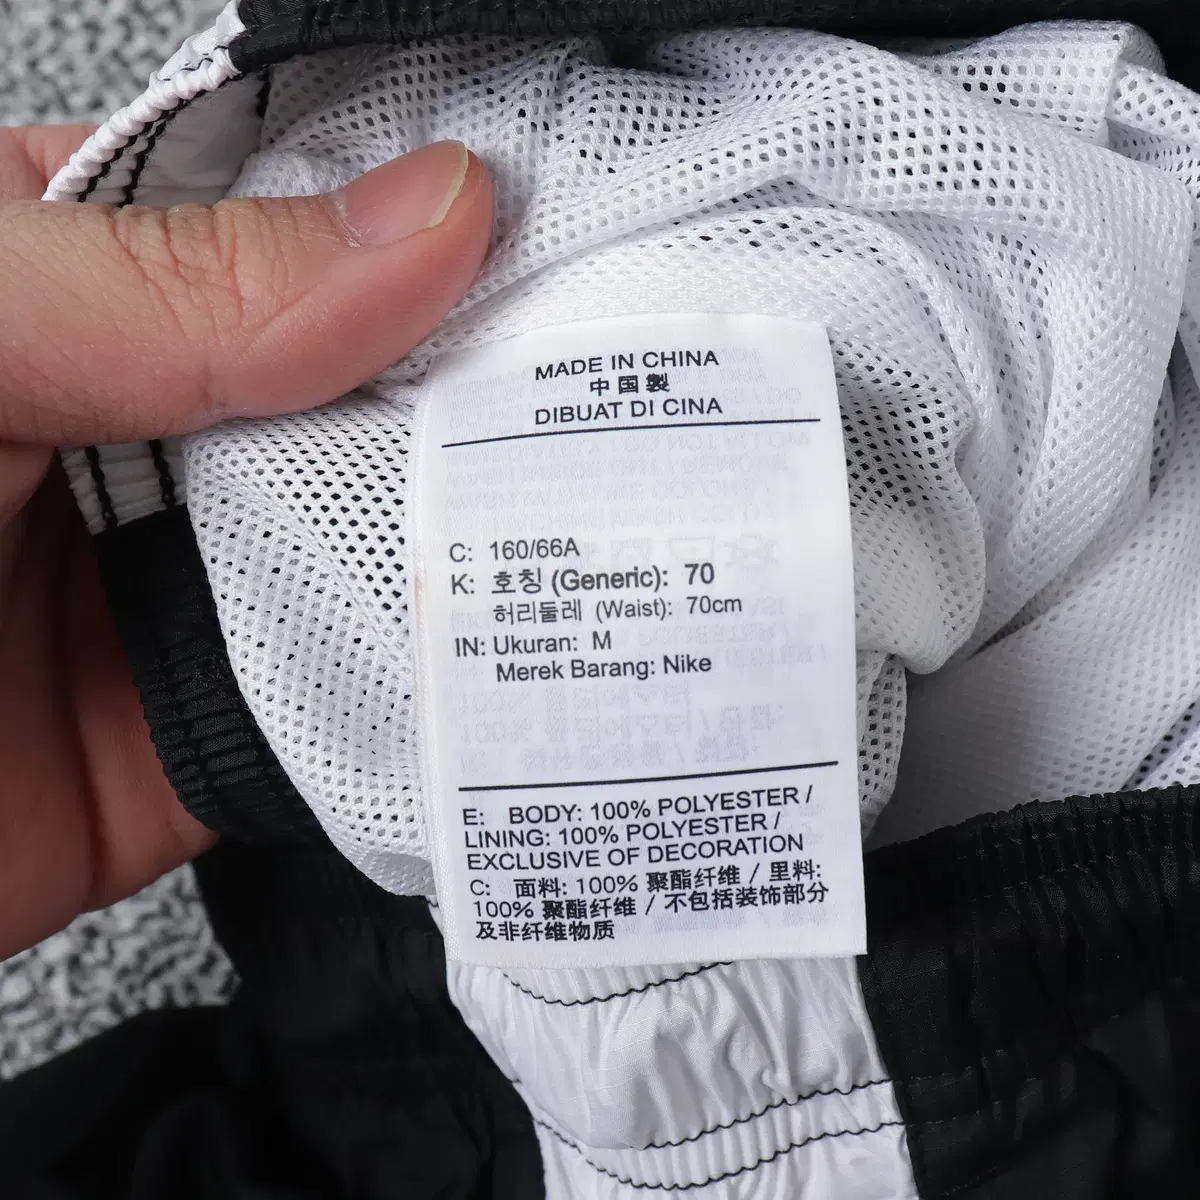 MADE IN CHINA
中国製
DIBUAT DI CINA
C: 160/66A
K: 호칭 (Generic): 70
허리둘레 (Waist): 70cm
IN: Ukuran: M
Merek Barang: Nike
E: BODY: 100% POLYESTER /
LINING: 100% POLYESTER /
EXCLUSIVE OF DECORATION
C: 面料: 100% 聚酯纤维 / 里料:
100% 聚酯纤维 / 不包括装饰部分
及非纤维物质